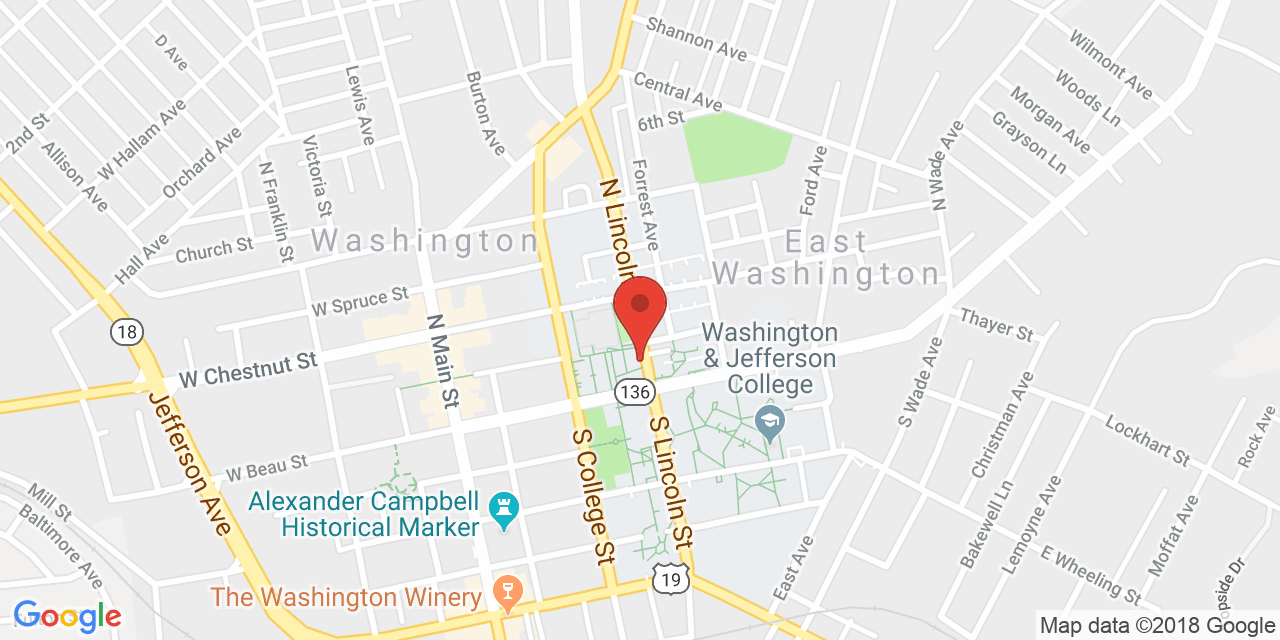 Shannon Ave
Wilmont Ave
D Ave
Lewis Ave
Burton Ave
Central Ave
Woods Ln
2nd St
W Hallam Ave
6th St
Morgan Ave
Grayson Ln
Allison Ave
Orchard Ave
Victoria St
N Franklin St
Forrest Ave
Ford Ave
N Wade Ave
Hall Ave
Church St
Washington
N Lincoln
East
Washington
W Spruce St
18
N Main St
Washington
& Jefferson
College
Thayer St
W Chestnut St
136
S Wade Ave
Christman Ave
Lockhart St
Rock Ave
Jefferson Ave
S College St
S Lincoln St
W Beau St
Mill St
Baltimore Ave
Alexander Campbell
Historical Marker
Bakewell Ln
Lemoyne Ave
Moffat Ave
East Ave
E Wheeling St
opside Dr
19
The Washington Winery
Google
Map data ©2018 Google